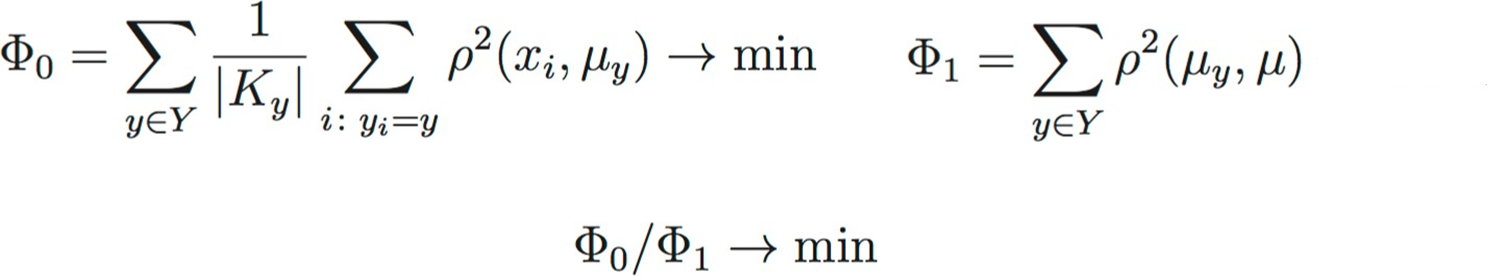 Φ₀ = ∑_{y∈Y} 1/|K_y| ∑_{i: y_i=y} ρ²(x_i, μ_y) → min Φ₁ = ∑_{y∈Y} ρ²(μ_y, μ)
Φ₀/Φ₁ → min